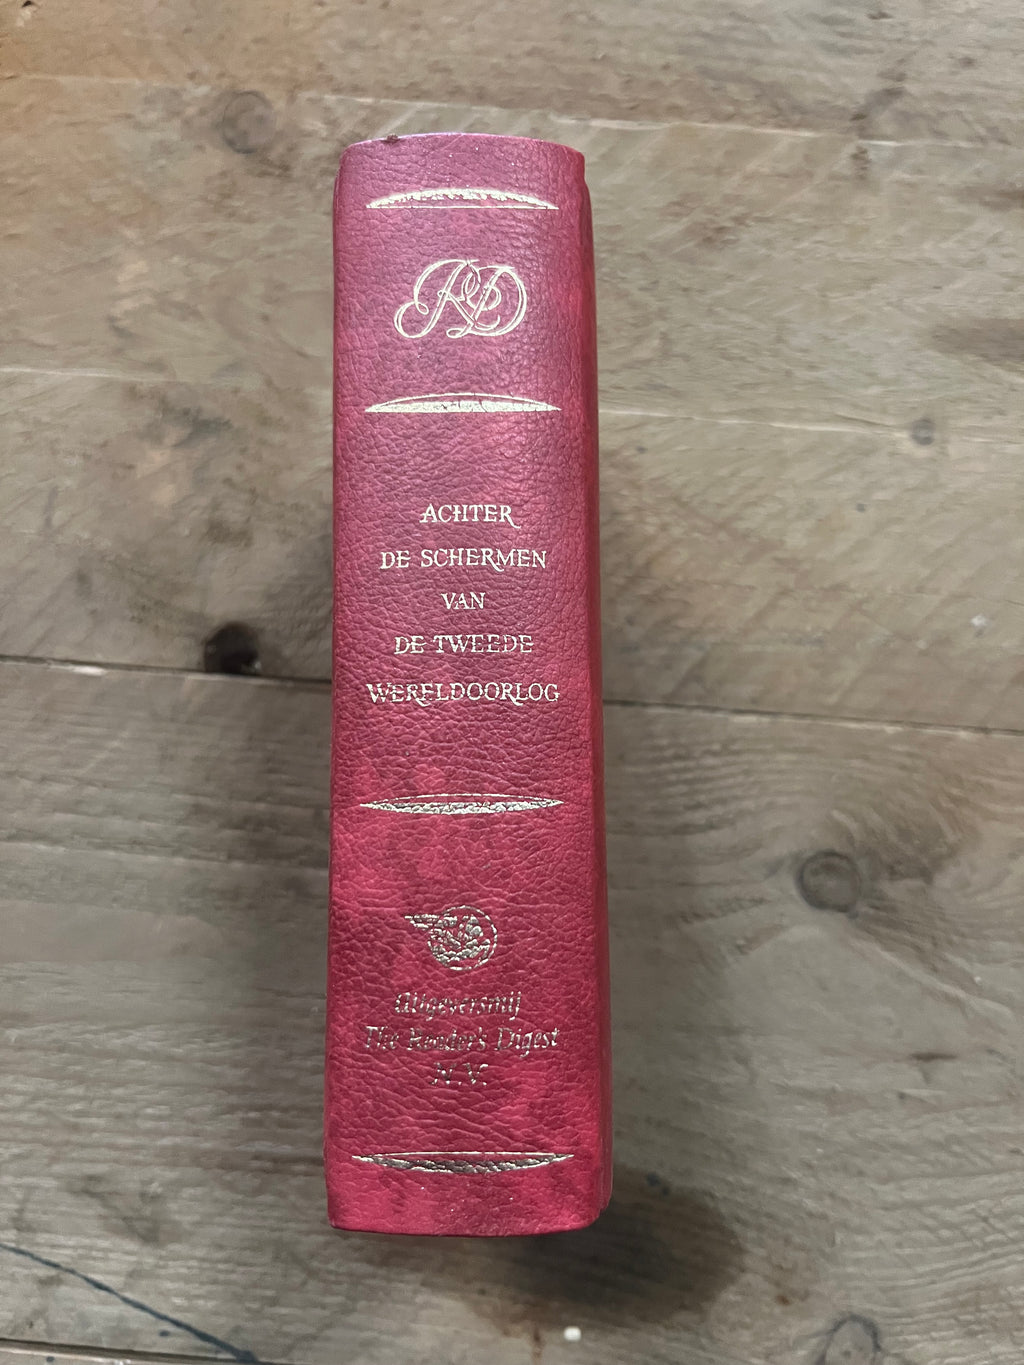 RD
ACHTER
DE SCHERMEN
VAN
DE TWEEDE
WERELDOORLOG
Uitgeversmij
The Reader's Digest
N.V.